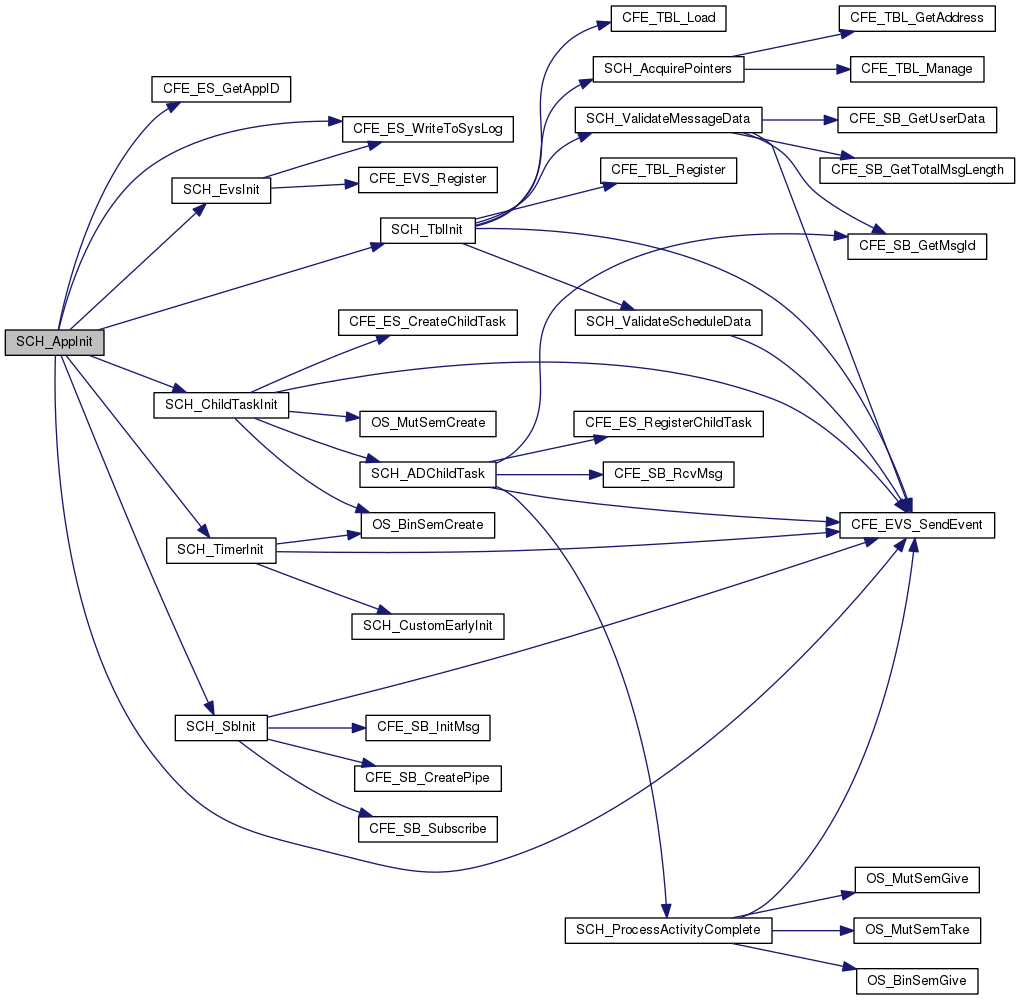 CFE_TBL_Load
CFE_TBL_GetAddress
SCH_AcquirePointers
CFE_TBL_Manage
CFE_ES_GetAppID
SCH_ValidateMessageData
CFE_SB_GetUserData
CFE_ES_WriteToSysLog
CFE_TBL_Register
CFE_SB_GetTotalMsgLength
CFE_EVS_Register
SCH_EvsInit
SCH_TblInit
CFE_SB_GetMsgId
CFE_ES_CreateChildTask
SCH_ValidateScheduleData
SCH_AppInit
SCH_ChildTaskInit
OS_MutSemCreate
CFE_ES_RegisterChildTask
SCH_ADChildTask
CFE_SB_RcvMsg
OS_BinSemCreate
CFE_EVS_SendEvent
SCH_TimerInit
SCH_CustomEarlyInit
SCH_SbInit
CFE_SB_InitMsg
CFE_SB_CreatePipe
CFE_SB_Subscribe
OS_MutSemGive
SCH_ProcessActivityComplete
OS_MutSemTake
OS_BinSemGive